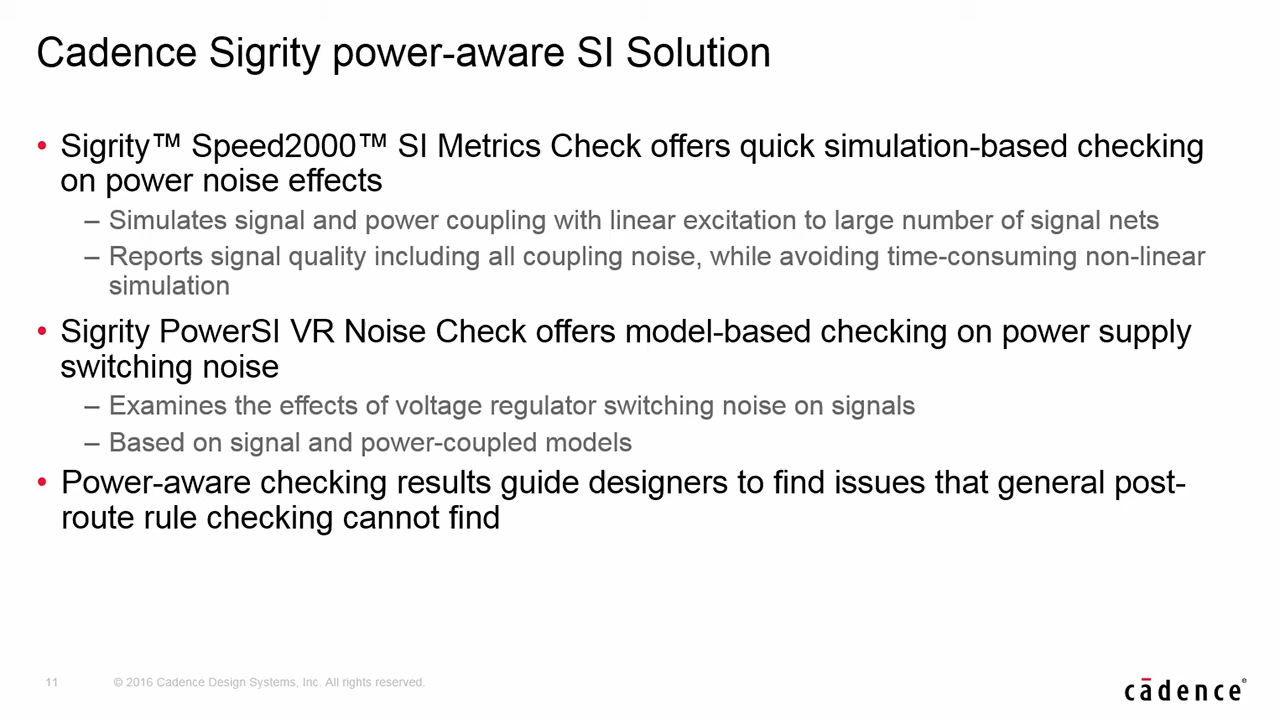 Cadence Sigrity power-aware SI Solution
• Sigrity™ Speed2000™ SI Metrics Check offers quick simulation-based checking
on power noise effects
– Simulates signal and power coupling with linear excitation to large number of signal nets
– Reports signal quality including all coupling noise, while avoiding time-consuming non-linear
simulation
• Sigrity PowerSI VR Noise Check offers model-based checking on power supply
switching noise
– Examines the effects of voltage regulator switching noise on signals
– Based on signal and power-coupled models
• Power-aware checking results guide designers to find issues that general post-
route rule checking cannot find
11 © 2016 Cadence Design Systems, Inc. All rights reserved.
cādence®